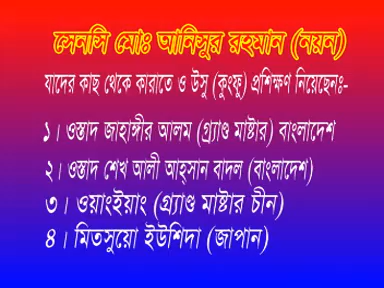 সেনসি মোঃ আনিসুর রহমান (নয়ন)
যাদের কাছ থেকে কারাতে ও উসু (কুংফু) প্রশিক্ষণ নিয়েছেনঃ-
১। ওস্তাদ জাহাঙ্গীর আলম (গ্র্যাণ্ড মাষ্টার) বাংলাদেশ
২। ওস্তাদ শেখ আলী আহ্সান বাদল (বাংলাদেশ)
৩। ওয়াংইয়াং (গ্র্যাণ্ড মাষ্টার চীন)
৪। মিতসুয়ো ইউশিদা (জাপান)